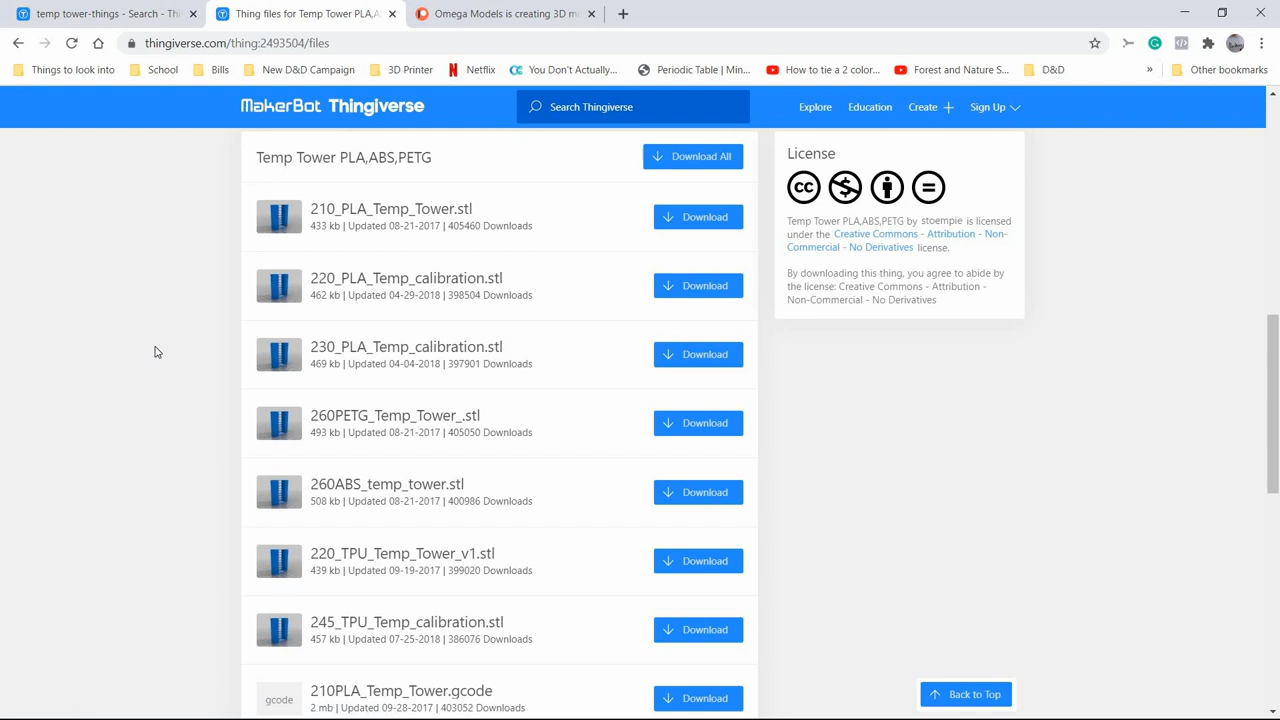 temp tower-things - Search - Thi
Thing files for Temp Tower PLA,A
Omega Models is creating 3D mo
thingiverse.com/thing:2493504/files
Things to look into
School
Bills
New D&D Campaign
3D Printer
Netflix
You Don't Actually...
Periodic Table | Min...
How to tie a 2 color...
Forest and Nature S...
D&D
»
Other bookmarks
MakerBot Thingiverse
Search Thingiverse
Explore
Education
Create
Sign Up
Temp Tower PLA,ABS,PETG
Download All
210_PLA_Temp_Tower.stl
433 kb | Updated 08-21-2017 | 405460 Downloads
Download
220_PLA_Temp_calibration.stl
462 kb | Updated 04-29-2018 | 398504 Downloads
Download
230_PLA_Temp_calibration.stl
469 kb | Updated 04-04-2018 | 397901 Downloads
Download
260PETG_Temp_Tower_.stl
493 kb | Updated 08-21-2017 | 405050 Downloads
Download
260ABS_temp_tower.stl
508 kb | Updated 08-21-2017 | 400986 Downloads
Download
220_TPU_Temp_Tower_v1.stl
439 kb | Updated 09-19-2017 | 399020 Downloads
Download
245_TPU_Temp_calibration.stl
457 kb | Updated 07-25-2018 | 386076 Downloads
Download
gcode
210PLA_Temp_Tower.gcode
2 mb | Updated 09-28-2017 | 403052 Downloads
Download
License
cc
Temp Tower PLA,ABS,PETG by stoempie is licensed
under the Creative Commons - Attribution - Non-
Commercial - No Derivatives license.
By downloading this thing, you agree to abide by
the license: Creative Commons - Attribution -
Non-Commercial - No Derivatives
Back to Top